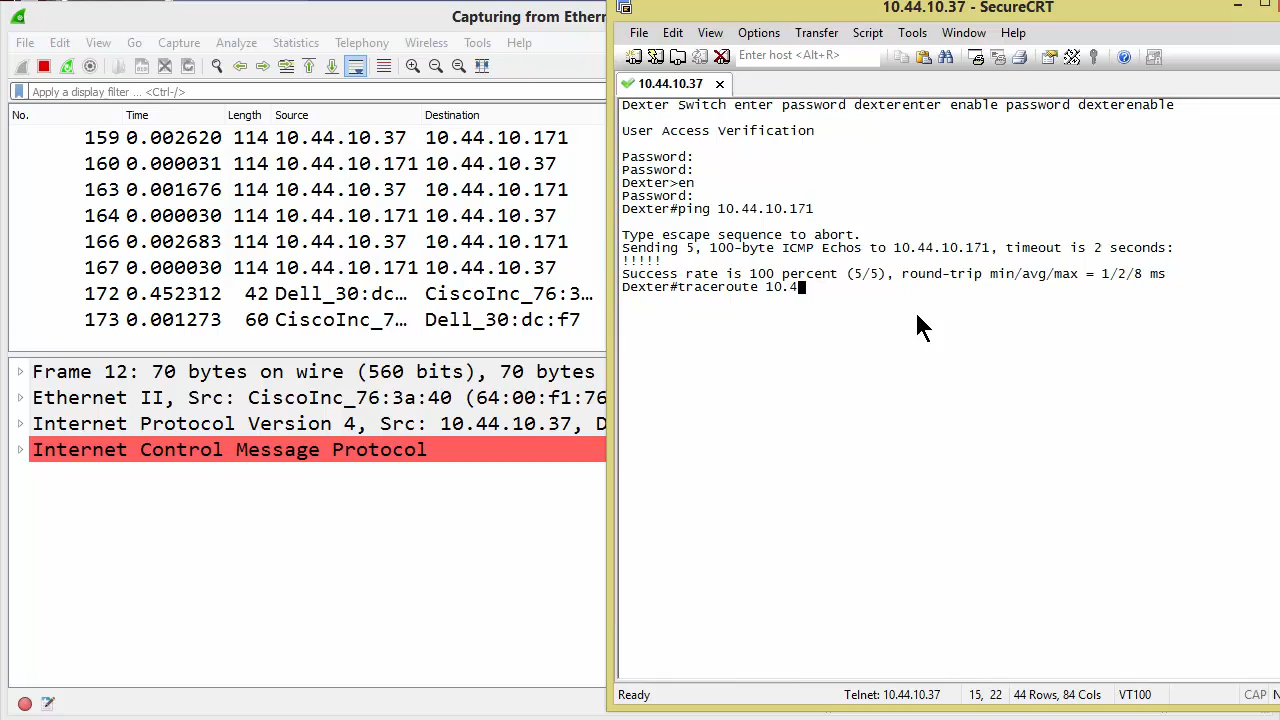 Capturing from Ethern
File Edit View Go Capture Analyze Statistics Telephony Wireless Tools Help
Apply a display filter ... <Ctrl-/>
No. Time Length Source Destination
159 0.002620 114 10.44.10.37 10.44.10.171
160 0.000031 114 10.44.10.171 10.44.10.37
163 0.001676 114 10.44.10.37 10.44.10.171
164 0.000030 114 10.44.10.171 10.44.10.37
166 0.002683 114 10.44.10.37 10.44.10.171
167 0.000030 114 10.44.10.171 10.44.10.37
172 0.452312 42 Dell_30:dc... CiscoInc_76:3...
173 0.001273 60 CiscoInc_7... Dell_30:dc:f7
Frame 12: 70 bytes on wire (560 bits), 70 bytes
Ethernet II, Src: CiscoInc_76:3a:40 (64:00:f1:76
Internet Protocol Version 4, Src: 10.44.10.37, D
Internet Control Message Protocol
10.44.10.37 - SecureCRT
File Edit View Options Transfer Script Tools Window Help
Enter host <Alt+R>
10.44.10.37
Dexter Switch enter password dexterenter enable password dexterenable
User Access Verification
Password:
Password:
Dexter>en
Password:
Dexter#ping 10.44.10.171
Type escape sequence to abort.
Sending 5, 100-byte ICMP Echos to 10.44.10.171, timeout is 2 seconds:
!!!!!
Success rate is 100 percent (5/5), round-trip min/avg/max = 1/2/8 ms
Dexter#traceroute 10.4
Ready Telnet: 10.44.10.37 15, 22 44 Rows, 84 Cols VT100 CAP N